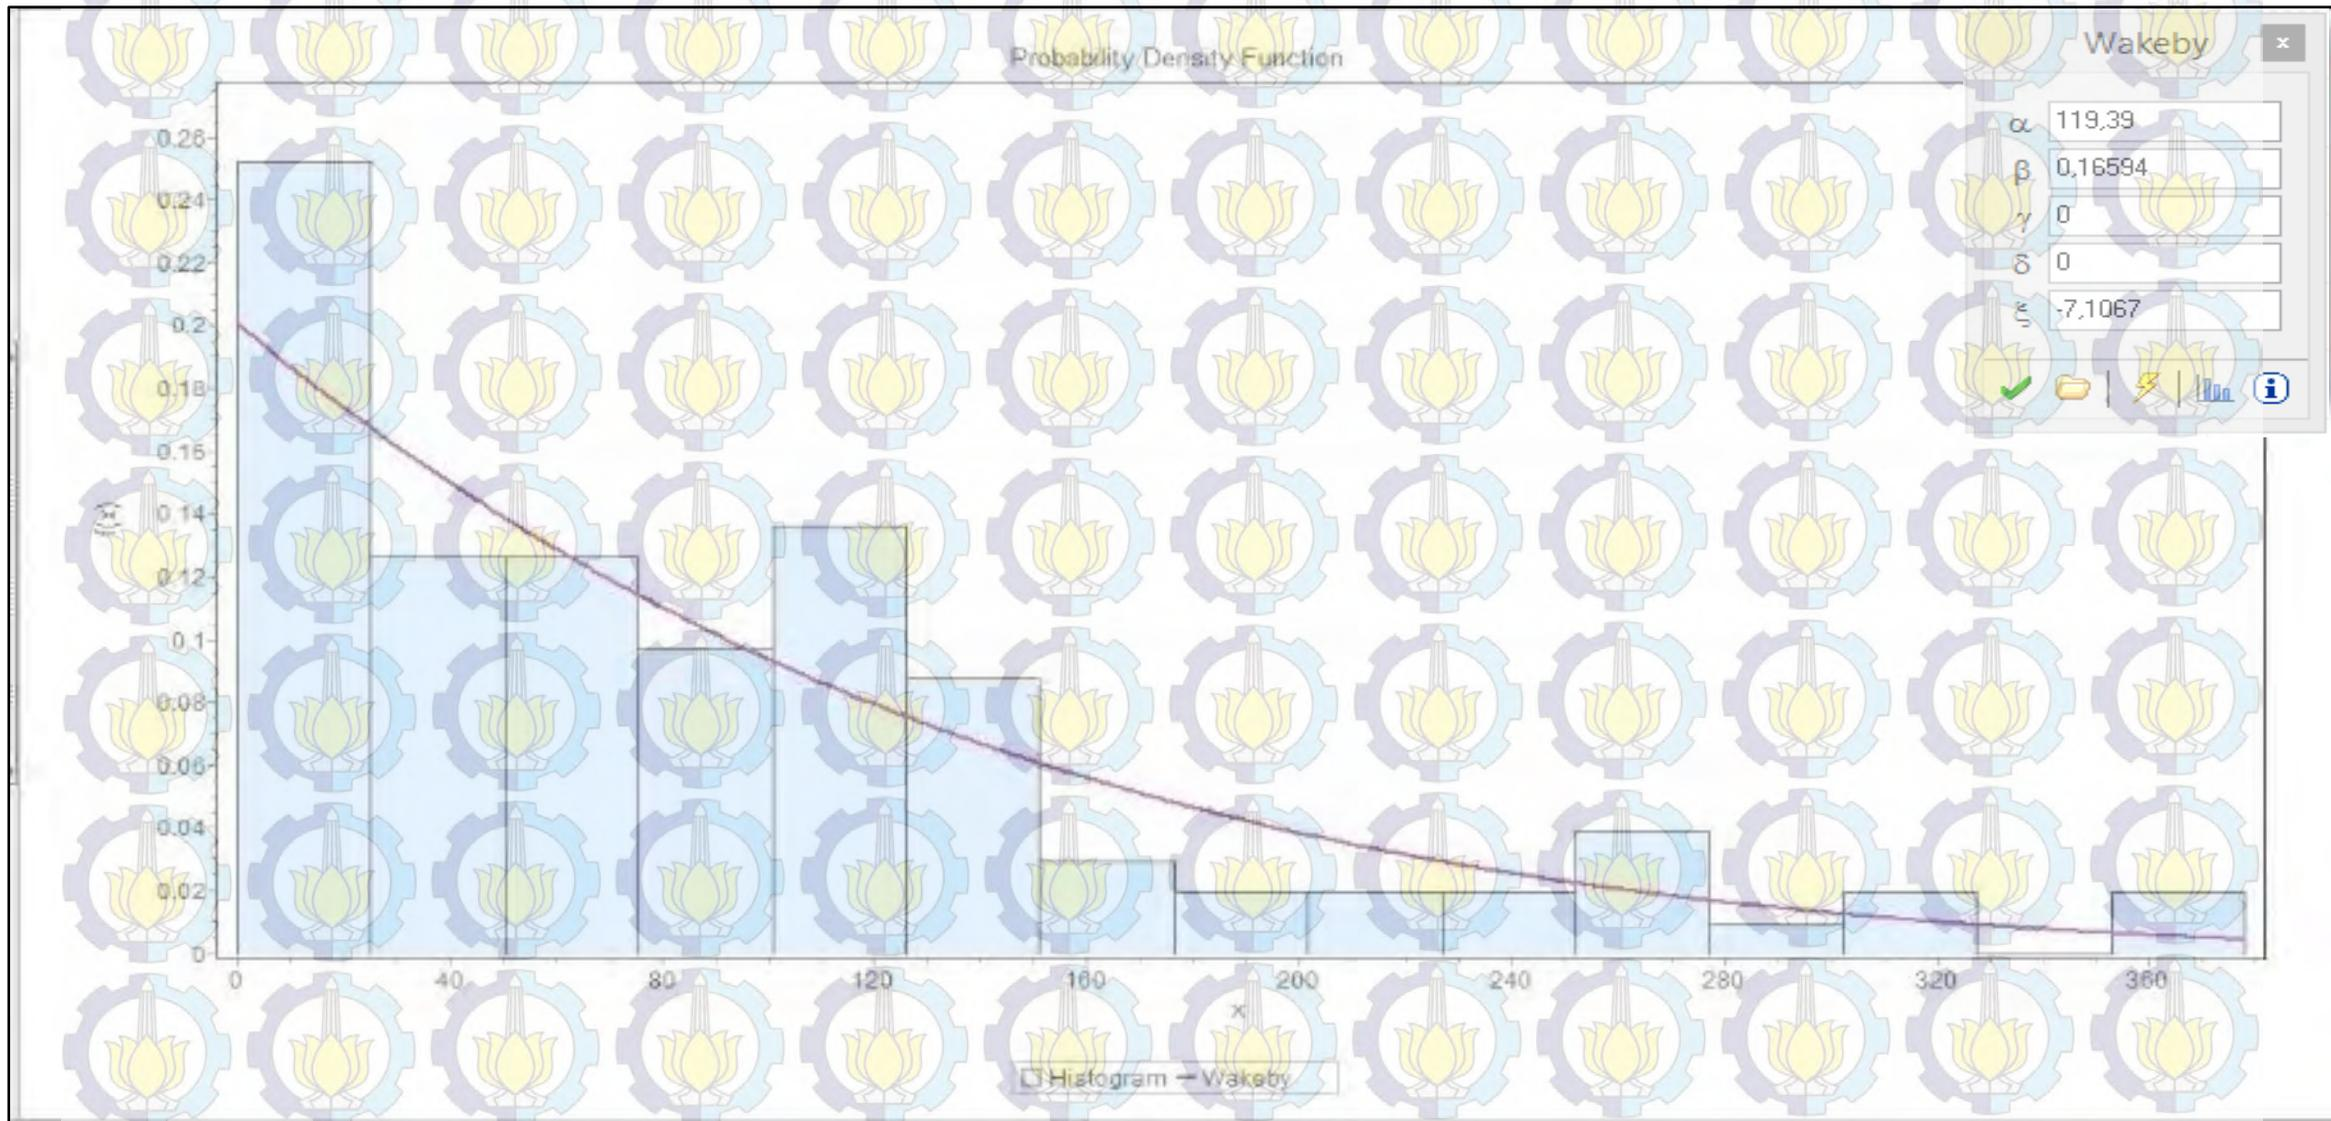 Probability Density Function
Wakeby
α 119,39
β 0,16594
γ 0
δ 0
ξ -7,1067
f(x)
0.26
0.24
0.22
0.2
0.18
0.16
0.14
0.12
0.1
0.08
0.06
0.04
0.02
0
0 40 80 120 160 200 240 280 320 360
x
Histogram Wakeby